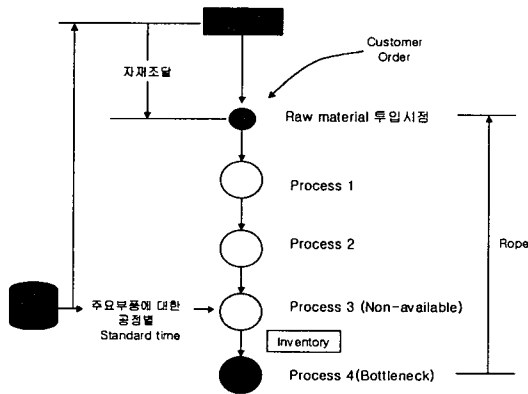 Customer
Order
자재조달
Raw material 투입시점
Process 1
Process 2
Rope
주요부품에 대한
공정별
Standard time
Process 3 (Non-available)
Inventory
Process 4(Bottleneck)